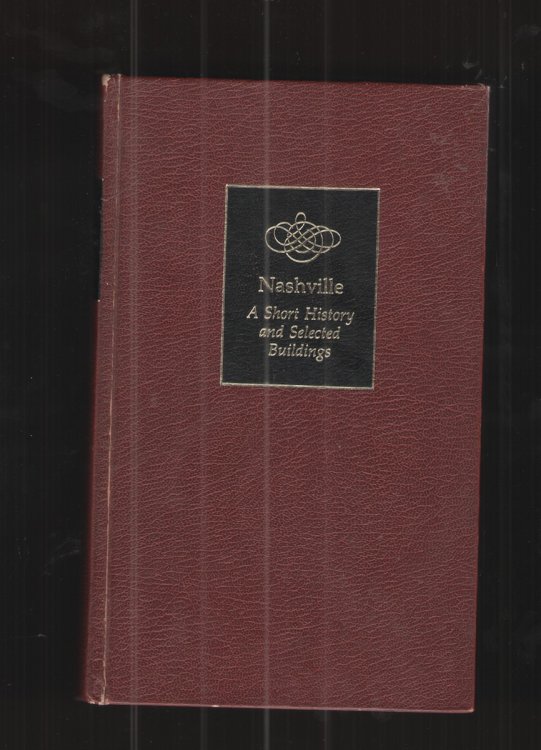 Nashville
A Short History
and Selected
Buildings